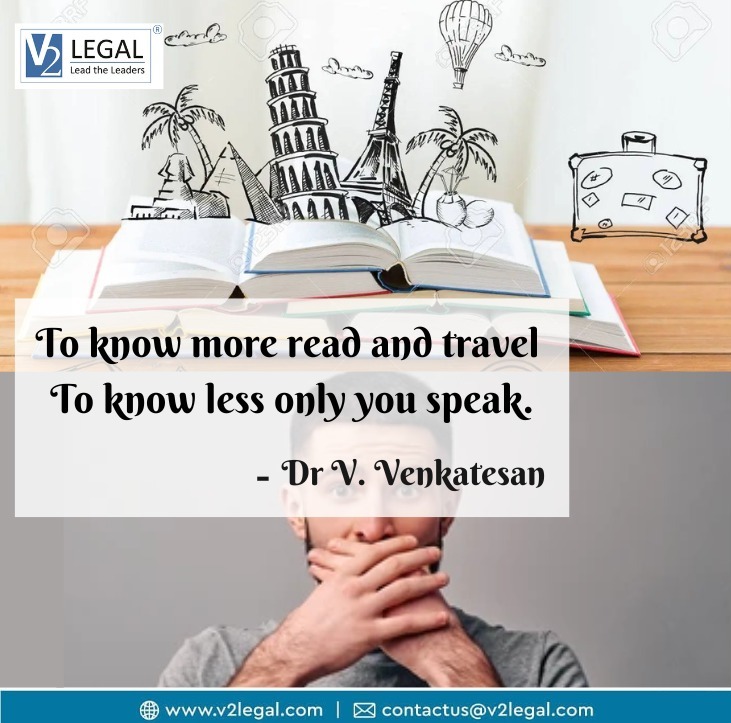 V2 LEGAL®
Lead the Leaders
To know more read and travel
To know less only you speak.
- Dr V. Venkatesan
www.v2legal.com | contactus@v2legal.com